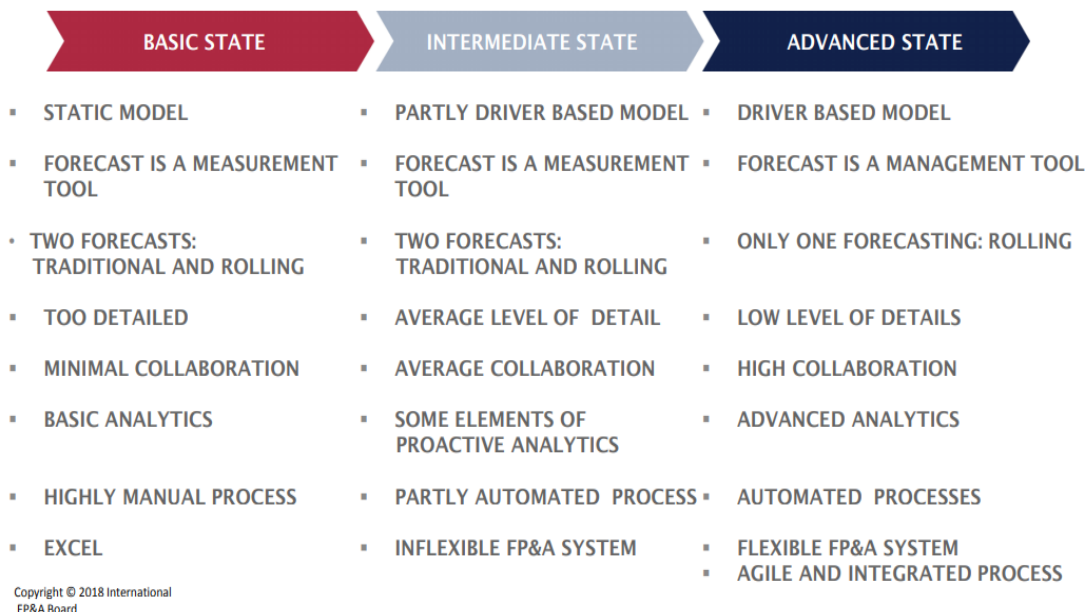 BASIC STATE
INTERMEDIATE STATE
ADVANCED STATE
▪ STATIC MODEL
▪ FORECAST IS A MEASUREMENT
TOOL
• TWO FORECASTS:
TRADITIONAL AND ROLLING
▪ TOO DETAILED
▪ MINIMAL COLLABORATION
▪ BASIC ANALYTICS
▪ HIGHLY MANUAL PROCESS
▪ EXCEL
▪ PARTLY DRIVER BASED MODEL
▪ FORECAST IS A MEASUREMENT
TOOL
▪ TWO FORECASTS:
TRADITIONAL AND ROLLING
▪ AVERAGE LEVEL OF DETAIL
▪ AVERAGE COLLABORATION
▪ SOME ELEMENTS OF
PROACTIVE ANALYTICS
▪ PARTLY AUTOMATED PROCESS
▪ INFLEXIBLE FP&A SYSTEM
▪ DRIVER BASED MODEL
▪ FORECAST IS A MANAGEMENT TOOL
▪ ONLY ONE FORECASTING: ROLLING
▪ LOW LEVEL OF DETAILS
▪ HIGH COLLABORATION
▪ ADVANCED ANALYTICS
▪ AUTOMATED PROCESSES
▪ FLEXIBLE FP&A SYSTEM
▪ AGILE AND INTEGRATED PROCESS
Copyright © 2018 International
FP&A Board